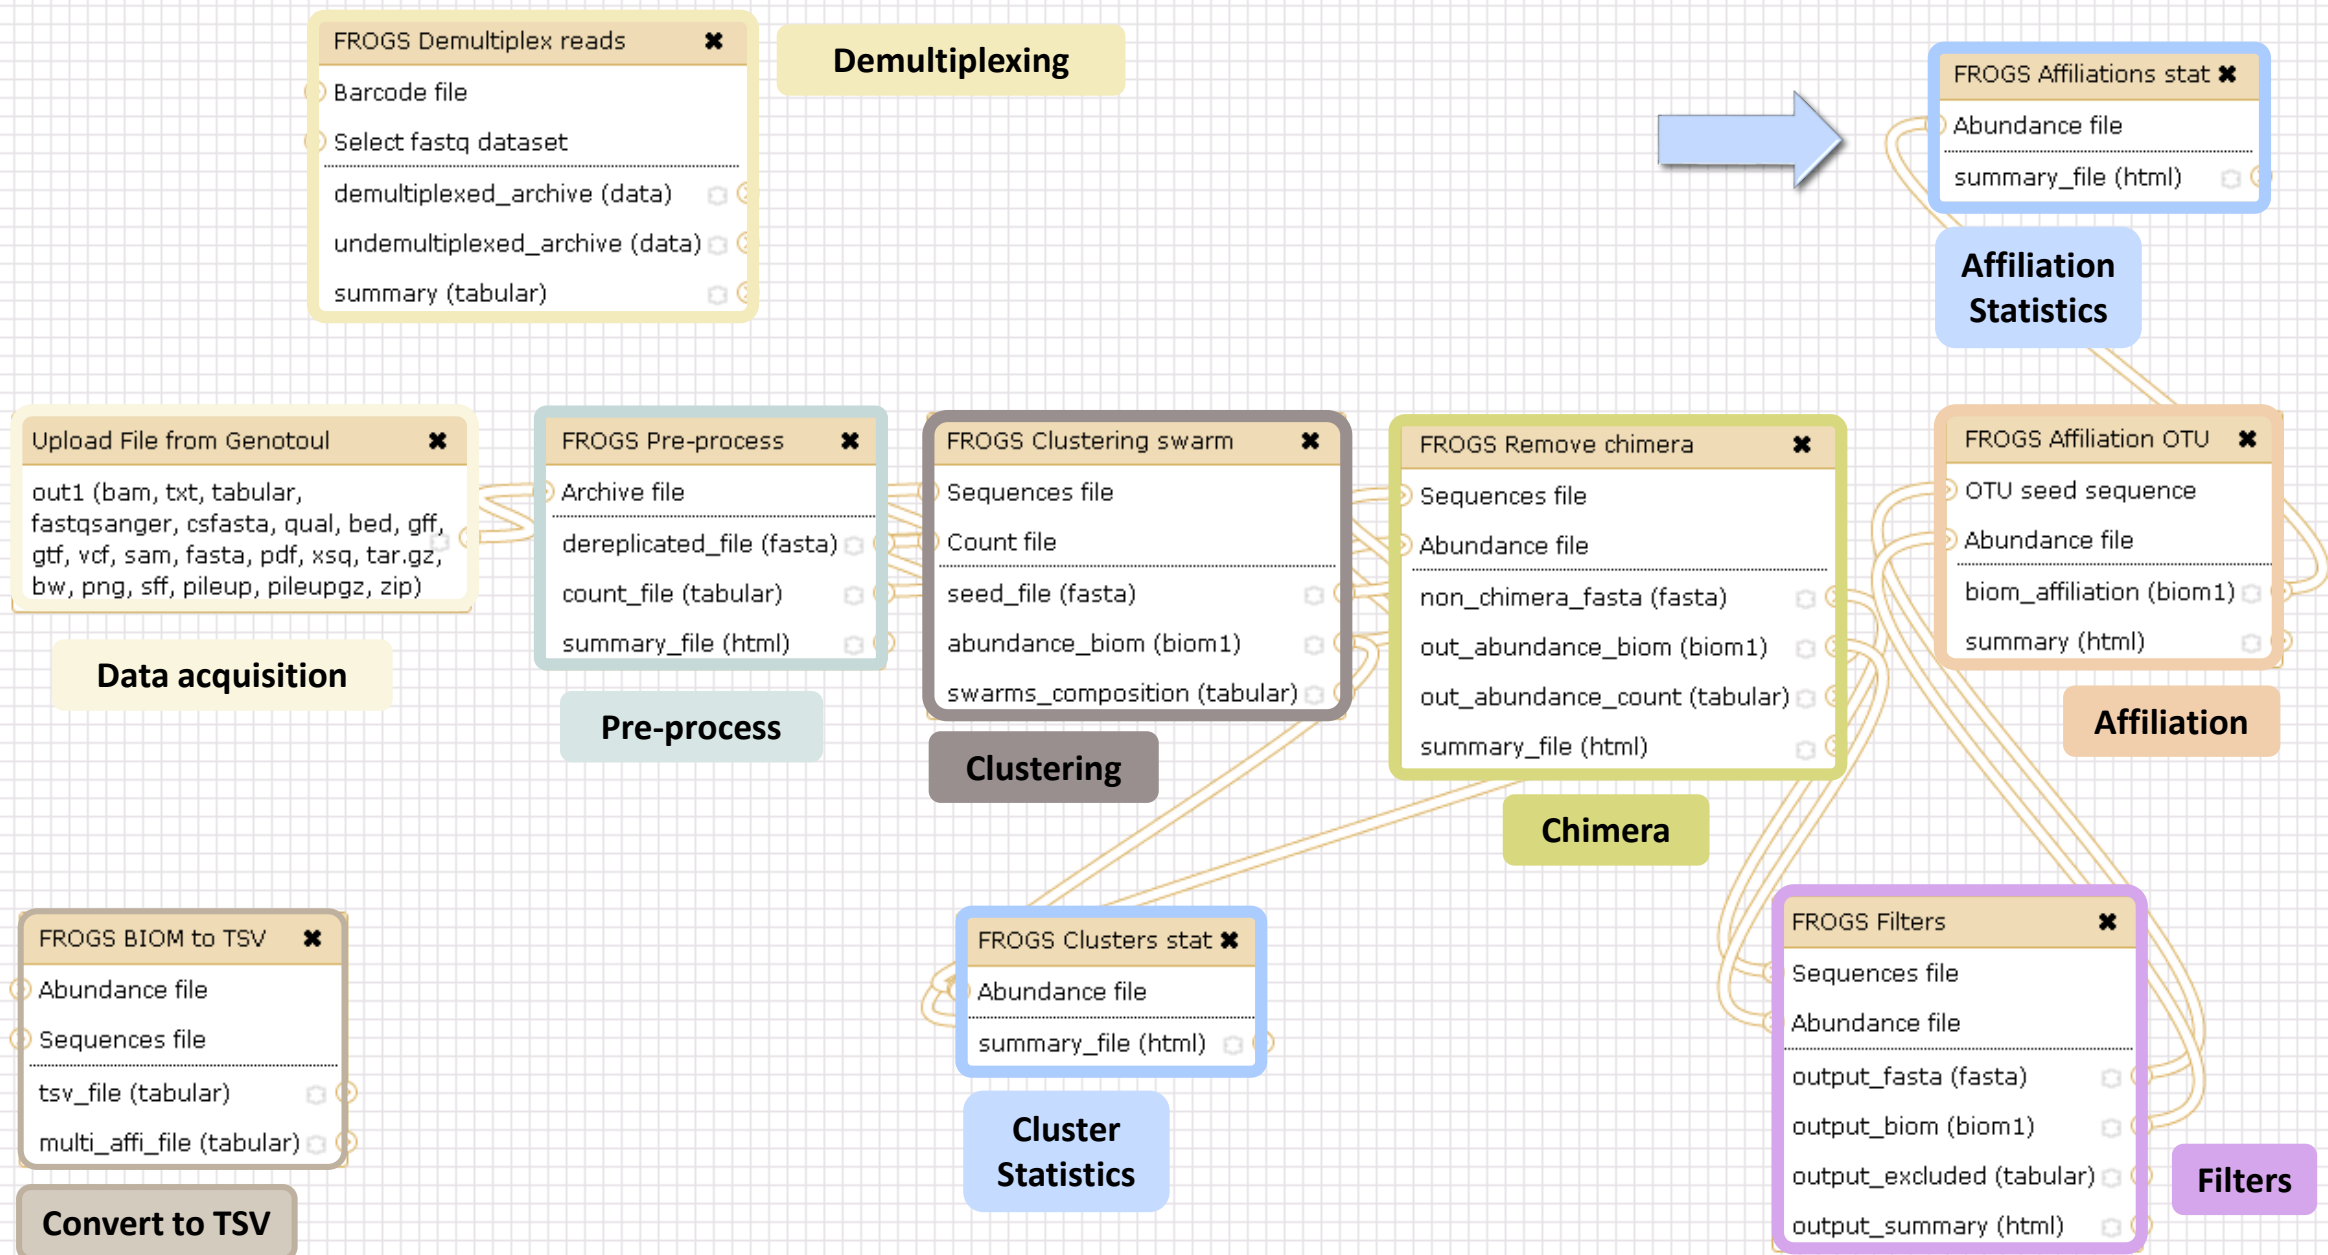 FROGS Demultiplex reads
Barcode file
Select fastq dataset
demultiplexed_archive (data)
undemultiplexed_archive (data)
summary (tabular)
Demultiplexing
FROGS Affiliations stat
Abundance file
summary_file (html)
Affiliation
Statistics
Upload File from Genotoul
out1 (bam, txt, tabular,
fastqsanger, csfasta, qual, bed, gff,
gtf, vcf, sam, fasta, pdf, xsq, tar.gz,
bw, png, sff, pileup, pileupgz, zip)
Data acquisition
FROGS Pre-process
Archive file
dereplicated_file (fasta)
count_file (tabular)
summary_file (html)
Pre-process
FROGS Clustering swarm
Sequences file
Count file
seed_file (fasta)
abundance_biom (biom1)
swarms_composition (tabular)
Clustering
FROGS Remove chimera
Sequences file
Abundance file
non_chimera_fasta (fasta)
out_abundance_biom (biom1)
out_abundance_count (tabular)
summary_file (html)
Chimera
FROGS Affiliation OTU
OTU seed sequence
Abundance file
biom_affiliation (biom1)
summary (html)
Affiliation
FROGS BIOM to TSV
Abundance file
Sequences file
tsv_file (tabular)
multi_affi_file (tabular)
Convert to TSV
FROGS Clusters stat
Abundance file
summary_file (html)
Cluster
Statistics
FROGS Filters
Sequences file
Abundance file
output_fasta (fasta)
output_biom (biom1)
output_excluded (tabular)
output_summary (html)
Filters